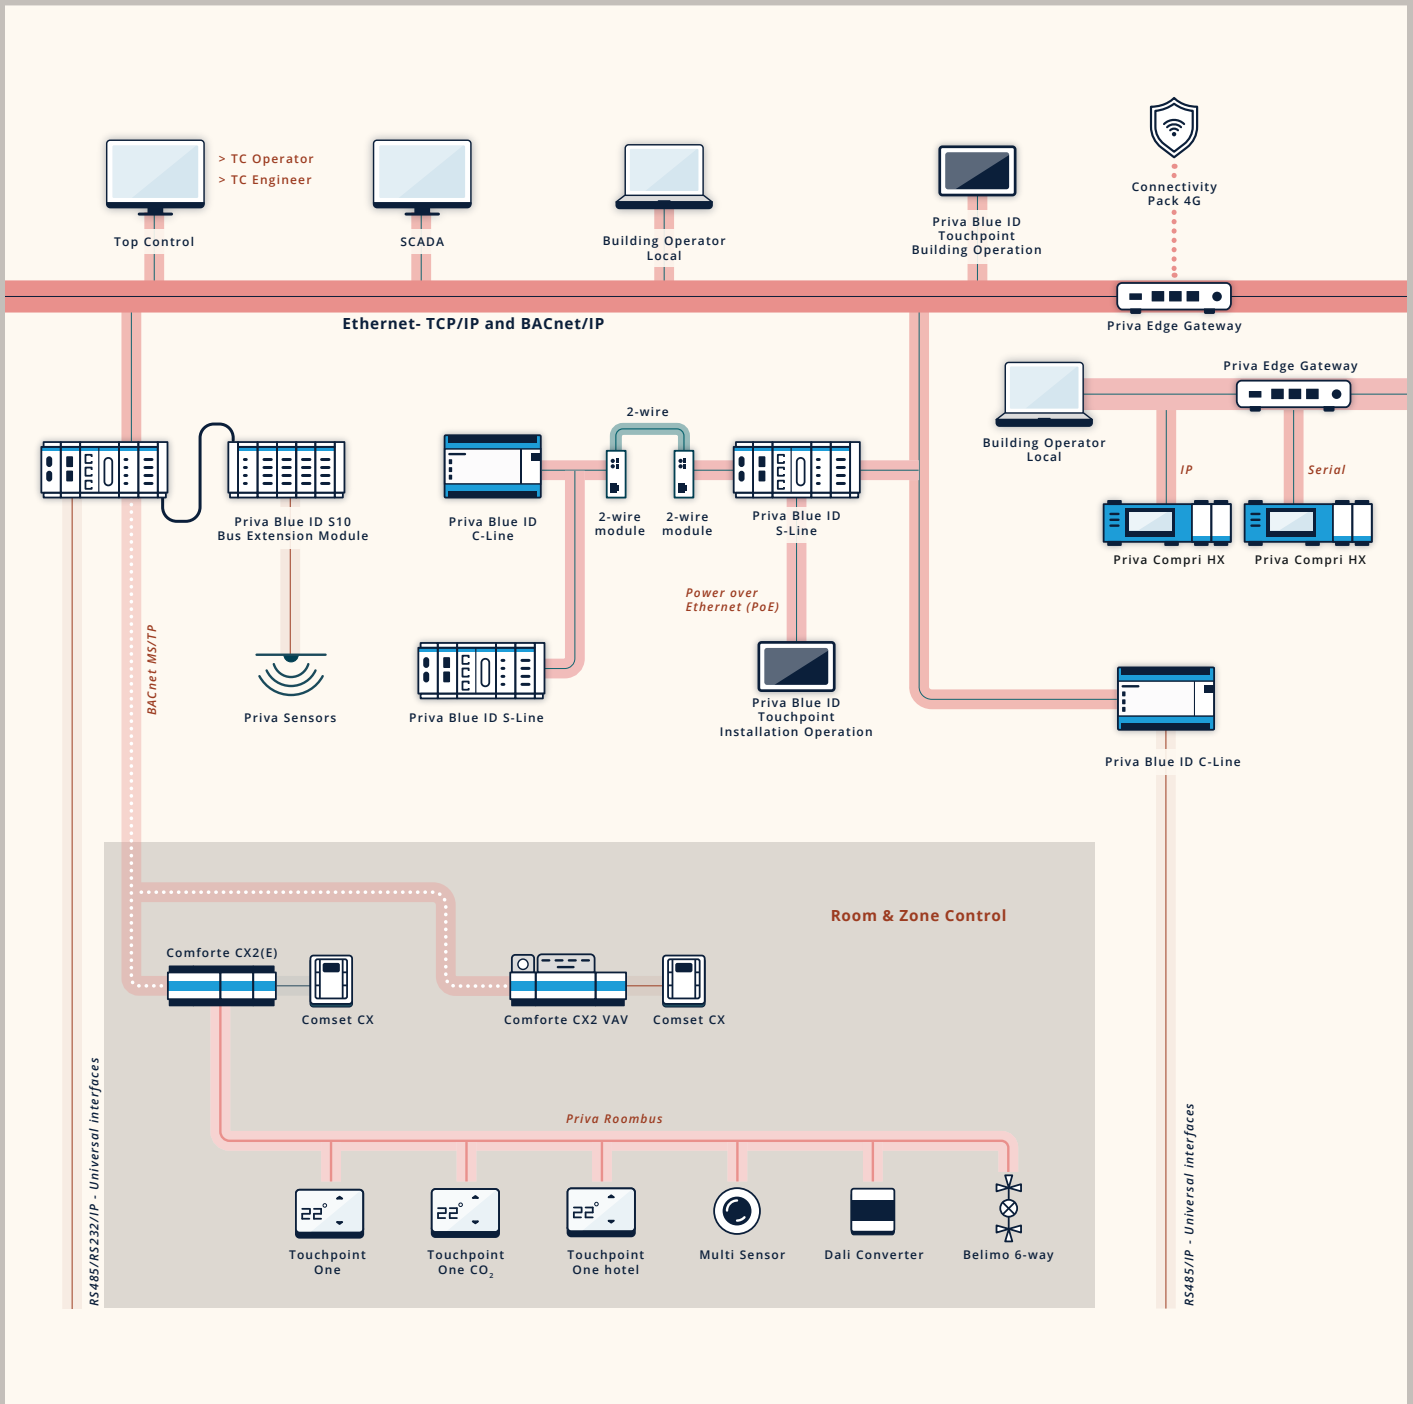 > TC Operator
> TC Engineer
Top Control
SCADA
Building Operator
Local
Priva Blue ID
Touchpoint
Building Operation
Connectivity
Pack 4G
Ethernet- TCP/IP and BACnet/IP
Priva Edge Gateway
Priva Edge Gateway
Building Operator
Local
IP
Serial
Priva Compri HX
Priva Compri HX
2-wire
Priva Blue ID S10
Bus Extension Module
Priva Blue ID
C-Line
2-wire
module
2-wire
module
Priva Blue ID
S-Line
Power over
Ethernet (PoE)
BACnet MS/TP
Priva Sensors
Priva Blue ID S-Line
Priva Blue ID
Touchpoint
Installation Operation
Priva Blue ID C-Line
Room & Zone Control
Comforte CX2(E)
Comset CX
Comforte CX2 VAV
Comset CX
RS485/RS232/IP - Universal interfaces
Priva Roombus
RS485/IP - Universal interfaces
22°
22°
22°
Touchpoint
One
Touchpoint
One CO₂
Touchpoint
One hotel
Multi Sensor
Dali Converter
Belimo 6-way